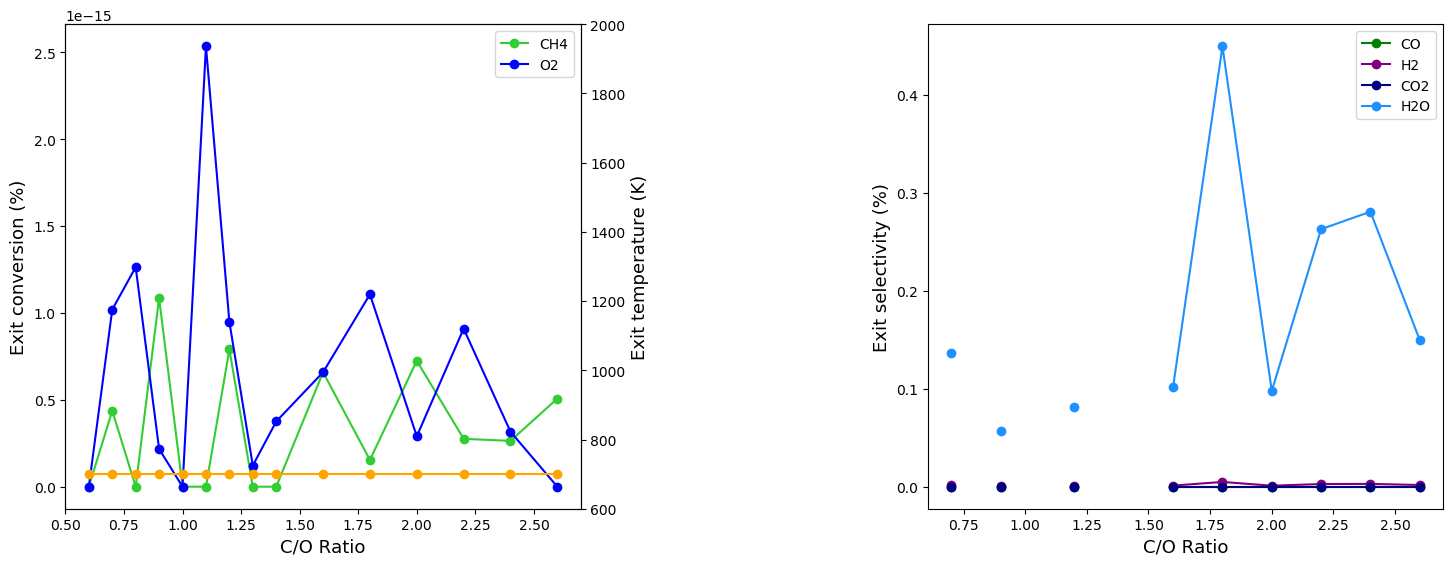 1e−15
2.5
2.0
1.5
1.0
0.5
0.0
Exit conversion (%)
0.50 0.75 1.00 1.25 1.50 1.75 2.00 2.25 2.50
C/O Ratio
CH4
O2
2000
1800
1600
1400
1200
1000
800
600
Exit temperature (K)
0.4
0.3
0.2
0.1
0.0
Exit selectivity (%)
0.75 1.00 1.25 1.50 1.75 2.00 2.25 2.50
C/O Ratio
CO
H2
CO2
H2O